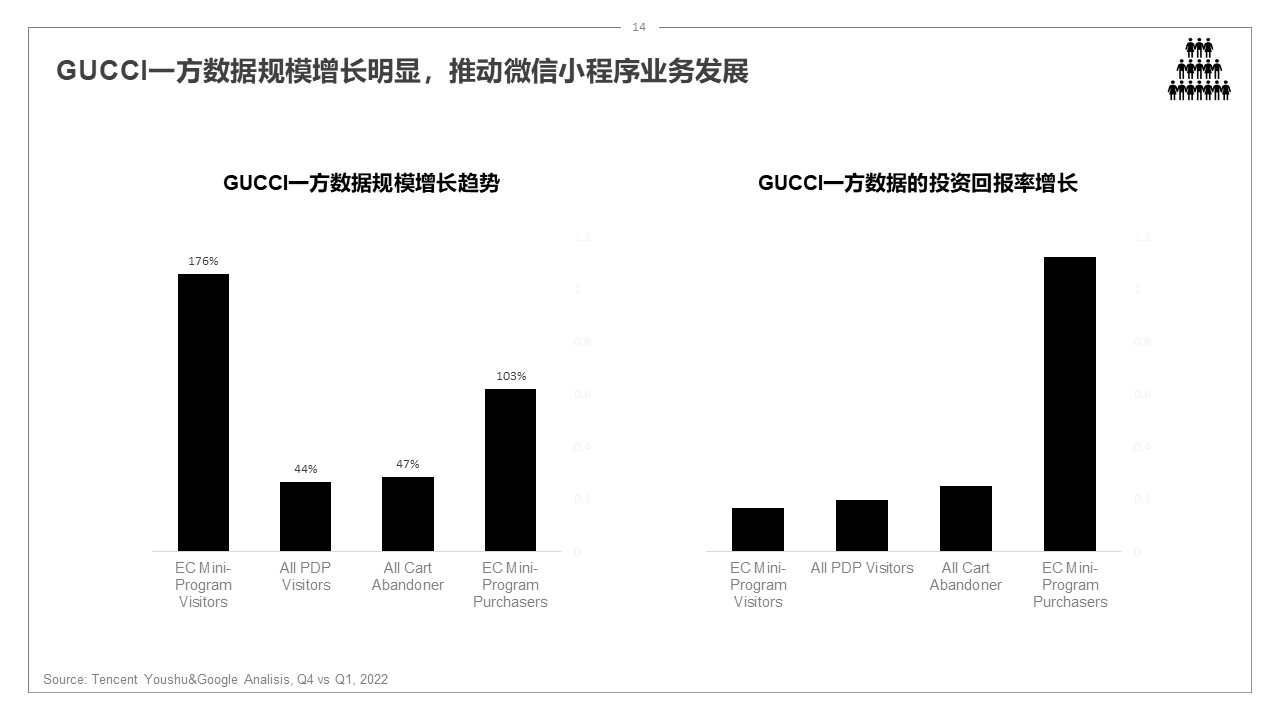 14
GUCCI一方数据规模增长明显，推动微信小程序业务发展
GUCCI一方数据规模增长趋势
1.2
1
0.8
0.6
0.4
0.2
0
176%
44%
47%
103%
EC Mini-
Program
Visitors
All PDP
Visitors
All Cart
Abandoner
EC Mini-
Program
Purchasers
GUCCI一方数据的投资回报率增长
1.2
1
0.8
0.6
0.4
0.2
0
EC Mini-
Program
Visitors
All PDP Visitors
All Cart
Abandoner
EC Mini-
Program
Purchasers
Source: Tencent Youshu&Google Analisis, Q4 vs Q1, 2022